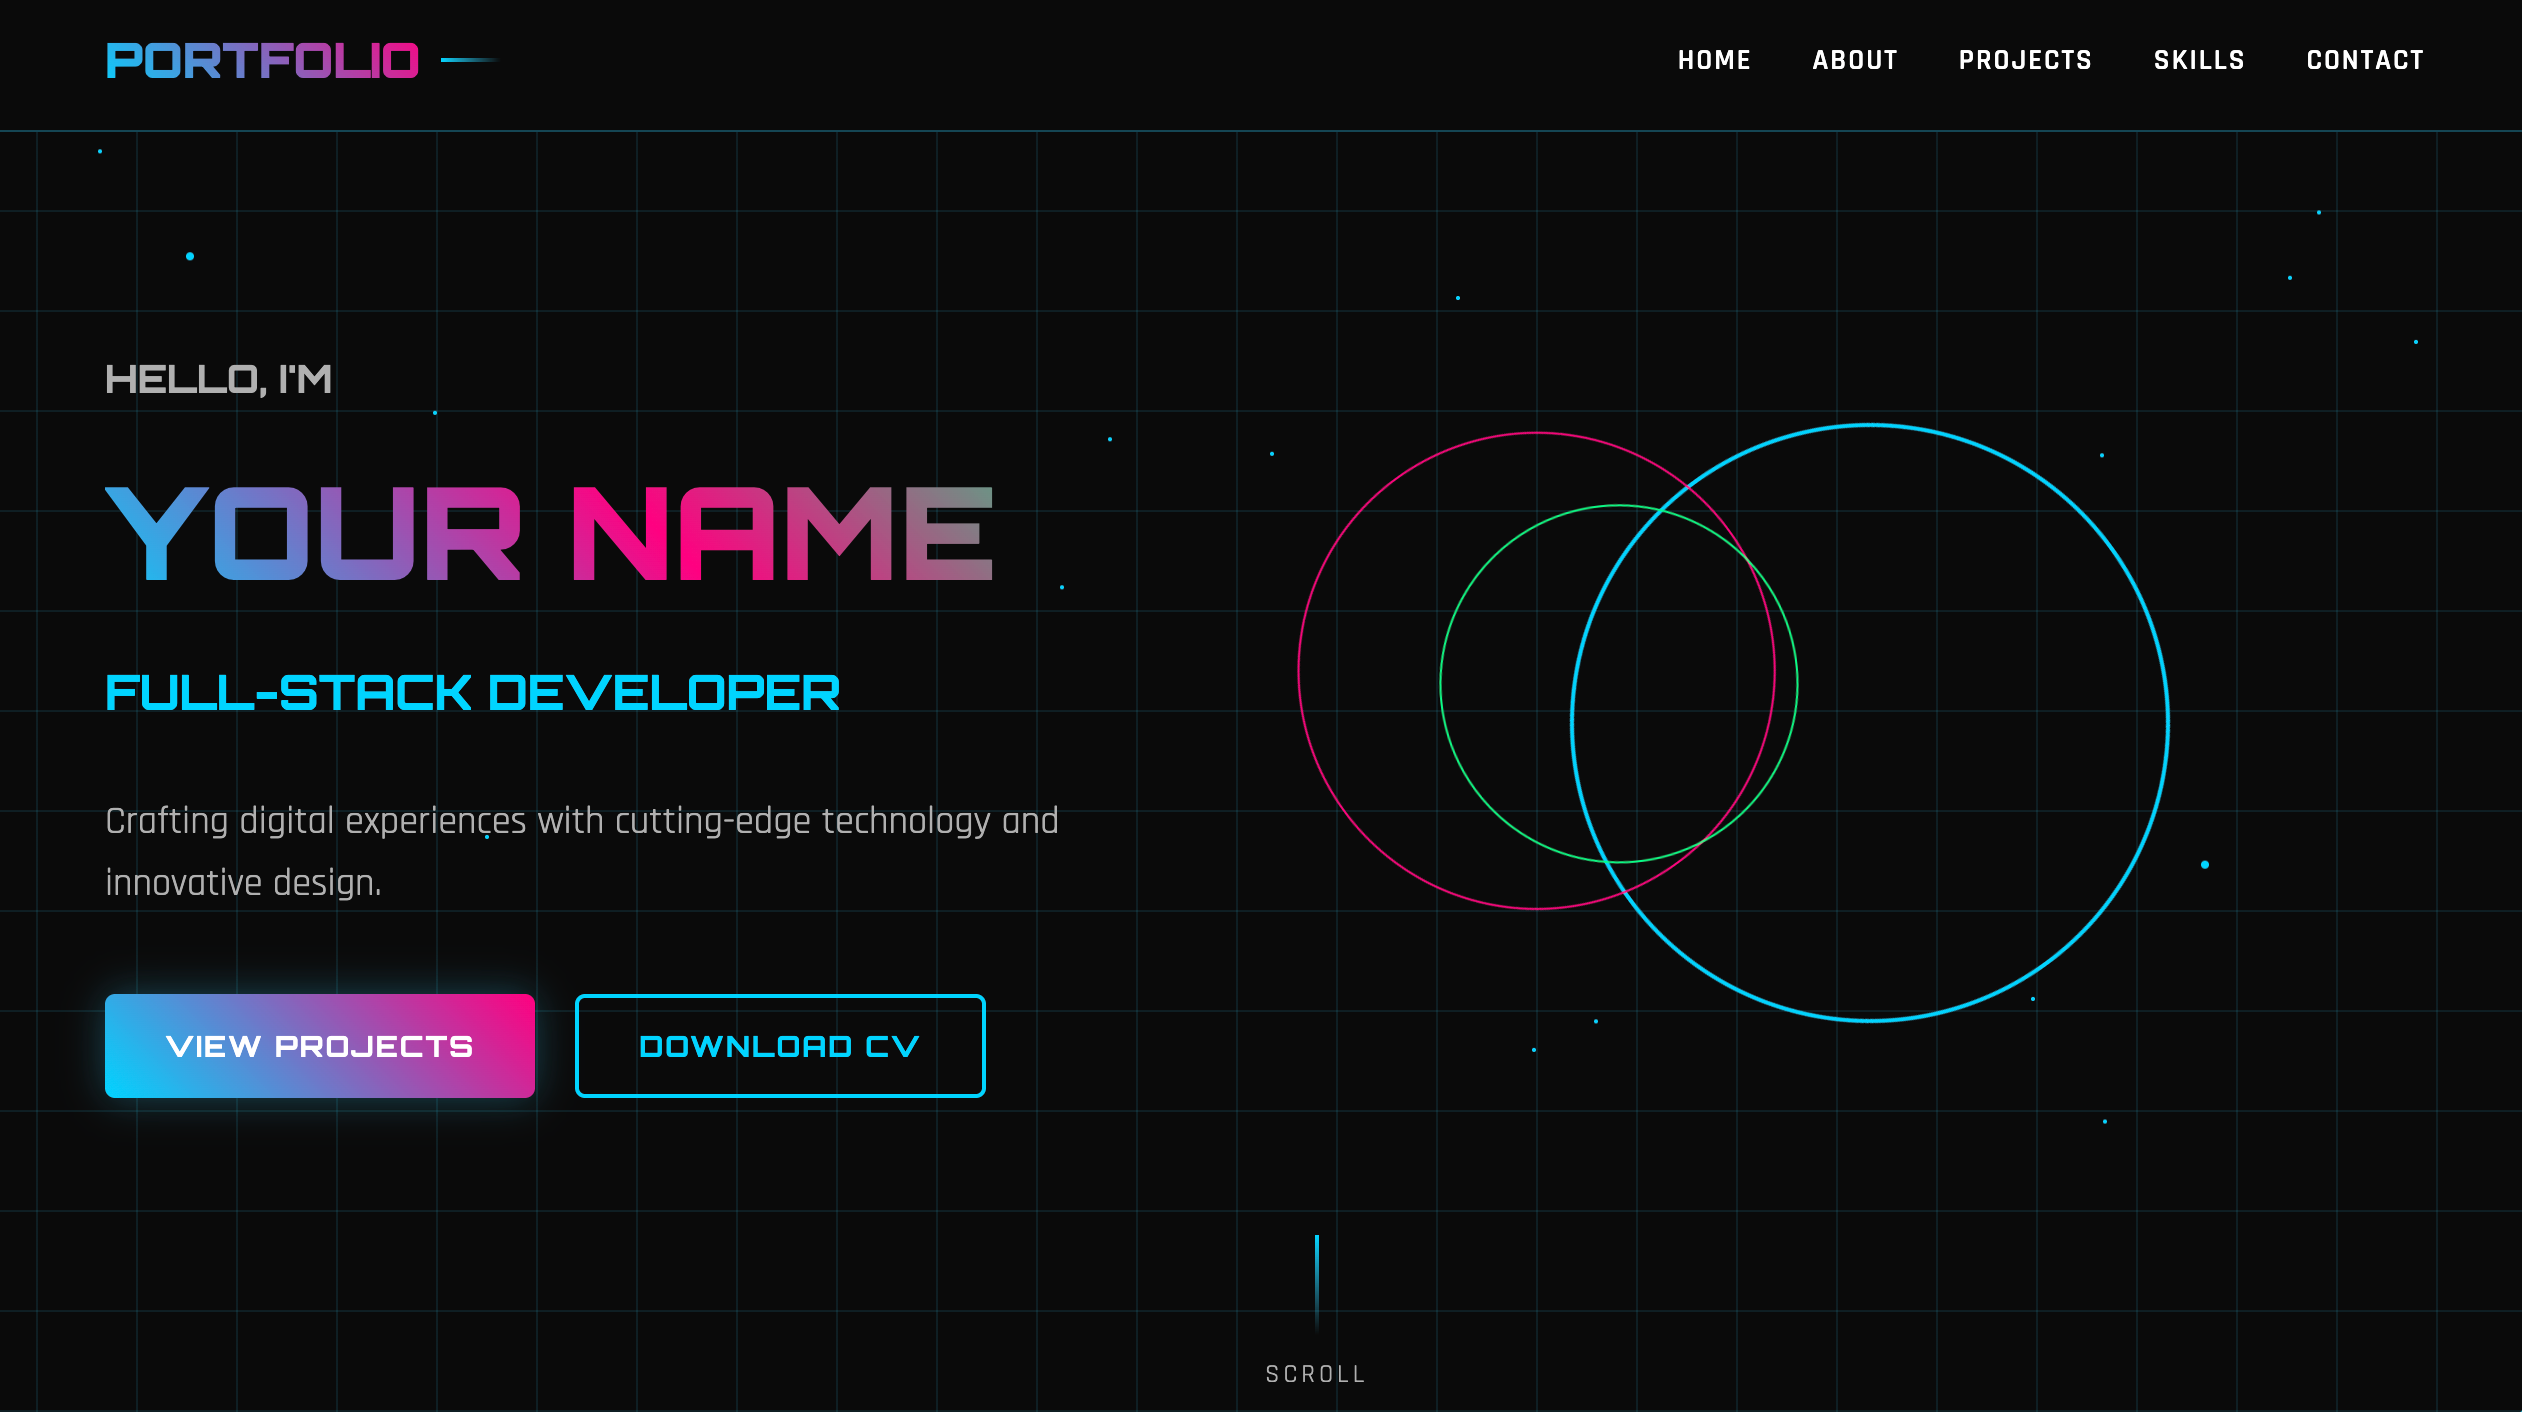 PORTFOLIO
HOME ABOUT PROJECTS SKILLS CONTACT
HELLO, I'M
YOUR NAME
FULL-STACK DEVELOPER
Crafting digital experiences with cutting-edge technology and
innovative design.
VIEW PROJECTS DOWNLOAD CV
SCROLL